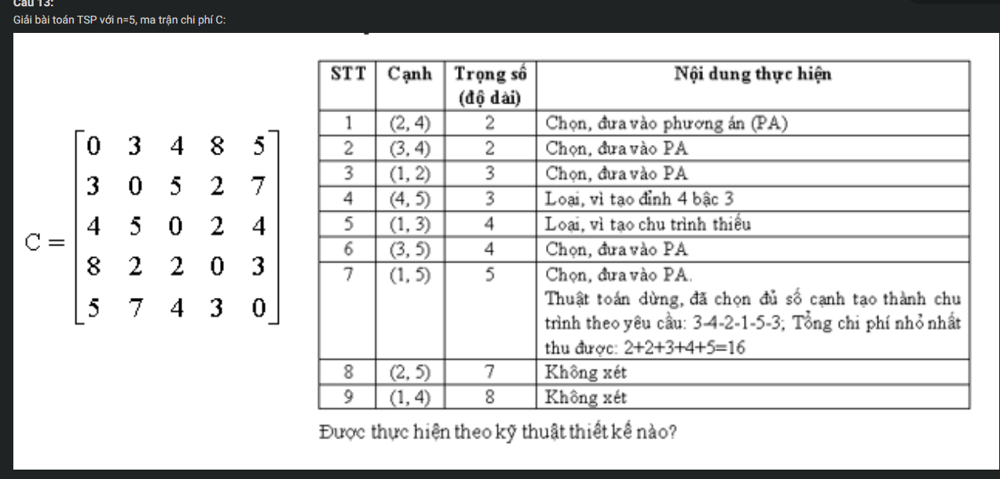 Câu 13:
Giải bài toán TSP với n=5, ma trận chi phí C:
C =
0 3 4 8 5
3 0 5 2 7
4 5 0 2 4
8 2 2 0 3
5 7 4 3 0
STT Cạnh Trọng số (độ dài) Nội dung thực hiện
1 (2, 4) 2 Chọn, đưa vào phương án (PA)
2 (3, 4) 2 Chọn, đưa vào PA
3 (1, 2) 3 Chọn, đưa vào PA
4 (4, 5) 3 Loại, vì tạo đỉnh 4 bậc 3
5 (1, 3) 4 Loại, vì tạo chu trình thiếu
6 (3, 5) 4 Chọn, đưa vào PA
7 (1, 5) 5 Chọn, đưa vào PA.
Thuật toán dừng, đã chọn đủ số cạnh tạo thành chu
trình theo yêu cầu: 3-4-2-1-5-3; Tổng chi phí nhỏ nhất
thu được: 2+2+3+4+5=16
8 (2, 5) 7 Không xét
9 (1, 4) 8 Không xét
Được thực hiện theo kỹ thuật thiết kế nào?